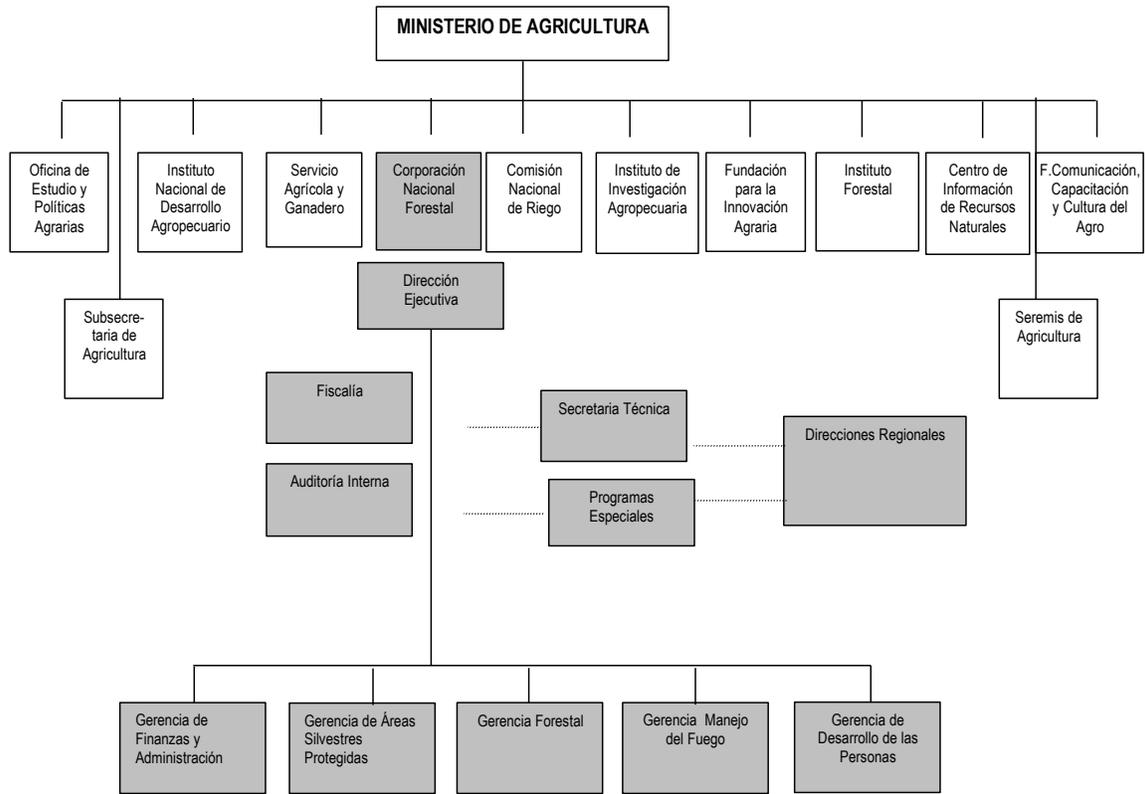 MINISTERIO DE AGRICULTURA
Oficina de
Estudio y
Políticas
Agrarias
Instituto
Nacional de
Desarrollo
Agropecuario
Servicio
Agrícola y
Ganadero
Corporación
Nacional
Forestal
Comisión
Nacional
de Riego
Instituto de
Investigación
Agropecuaria
Fundación
para la
Innovación
Agraria
Instituto
Forestal
Centro de
Información
de Recursos
Naturales
F.Comunicación,
Capacitación
y Cultura del
Agro
Dirección
Ejecutiva
Subsecre-
taria de
Agricultura
Seremis de
Agricultura
Fiscalía
Secretaria Técnica
Direcciones Regionales
Auditoría Interna
Programas
Especiales
Gerencia de
Finanzas y
Administración
Gerencia de Áreas
Silvestres
Protegidas
Gerencia Forestal
Gerencia Manejo
del Fuego
Gerencia de
Desarrollo de las
Personas